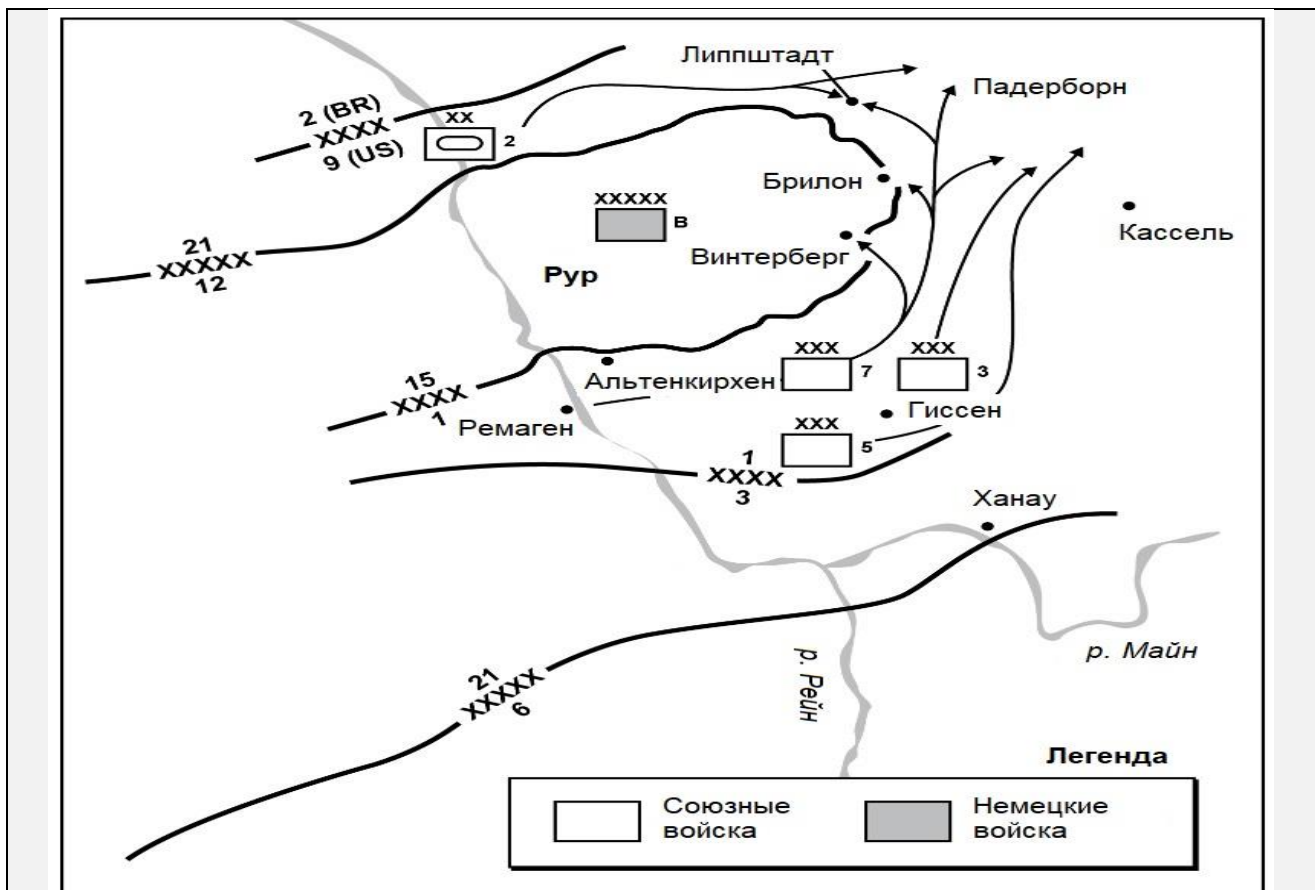 Липпштадт
Падерборн
2 (BR)
XXXX
9 (US)
XX
2
Брилон
XXXXX
B
Кассель
Винтерберг
21
XXXXX
12
Рур
XXX
7
XXX
3
Альтенкирхен
15
XXXX
1
Ремаген
Гиссен
XXX
5
1
XXXX
3
Ханау
р. Майн
р. Рейн
21
XXXXX
6
Легенда
Союзные
войска
Немецкие
войска